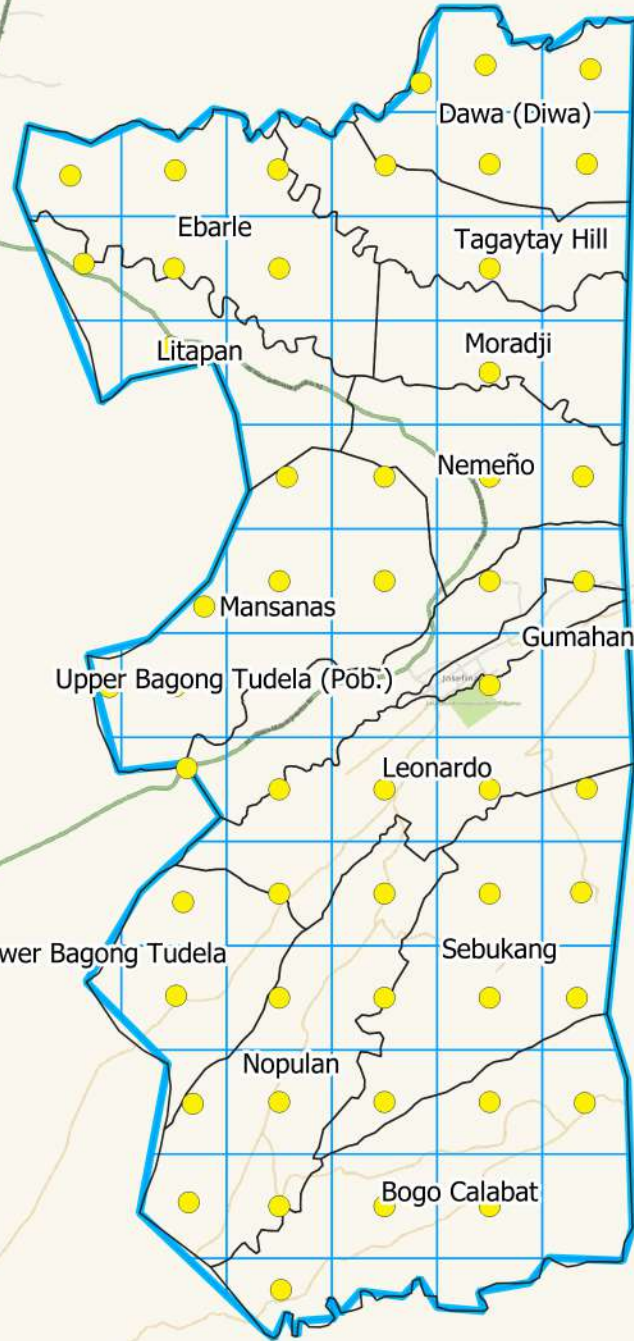 Dawa (Diwa)
Ebarle
Tagaytay Hill
Litapan
Moradji
Nemeño
Mansanas
Gumahan
Upper Bagong Tudela (Pob.)
Leonardo
wer Bagong Tudela
Sebukang
Nopulan
Bogo Calabat